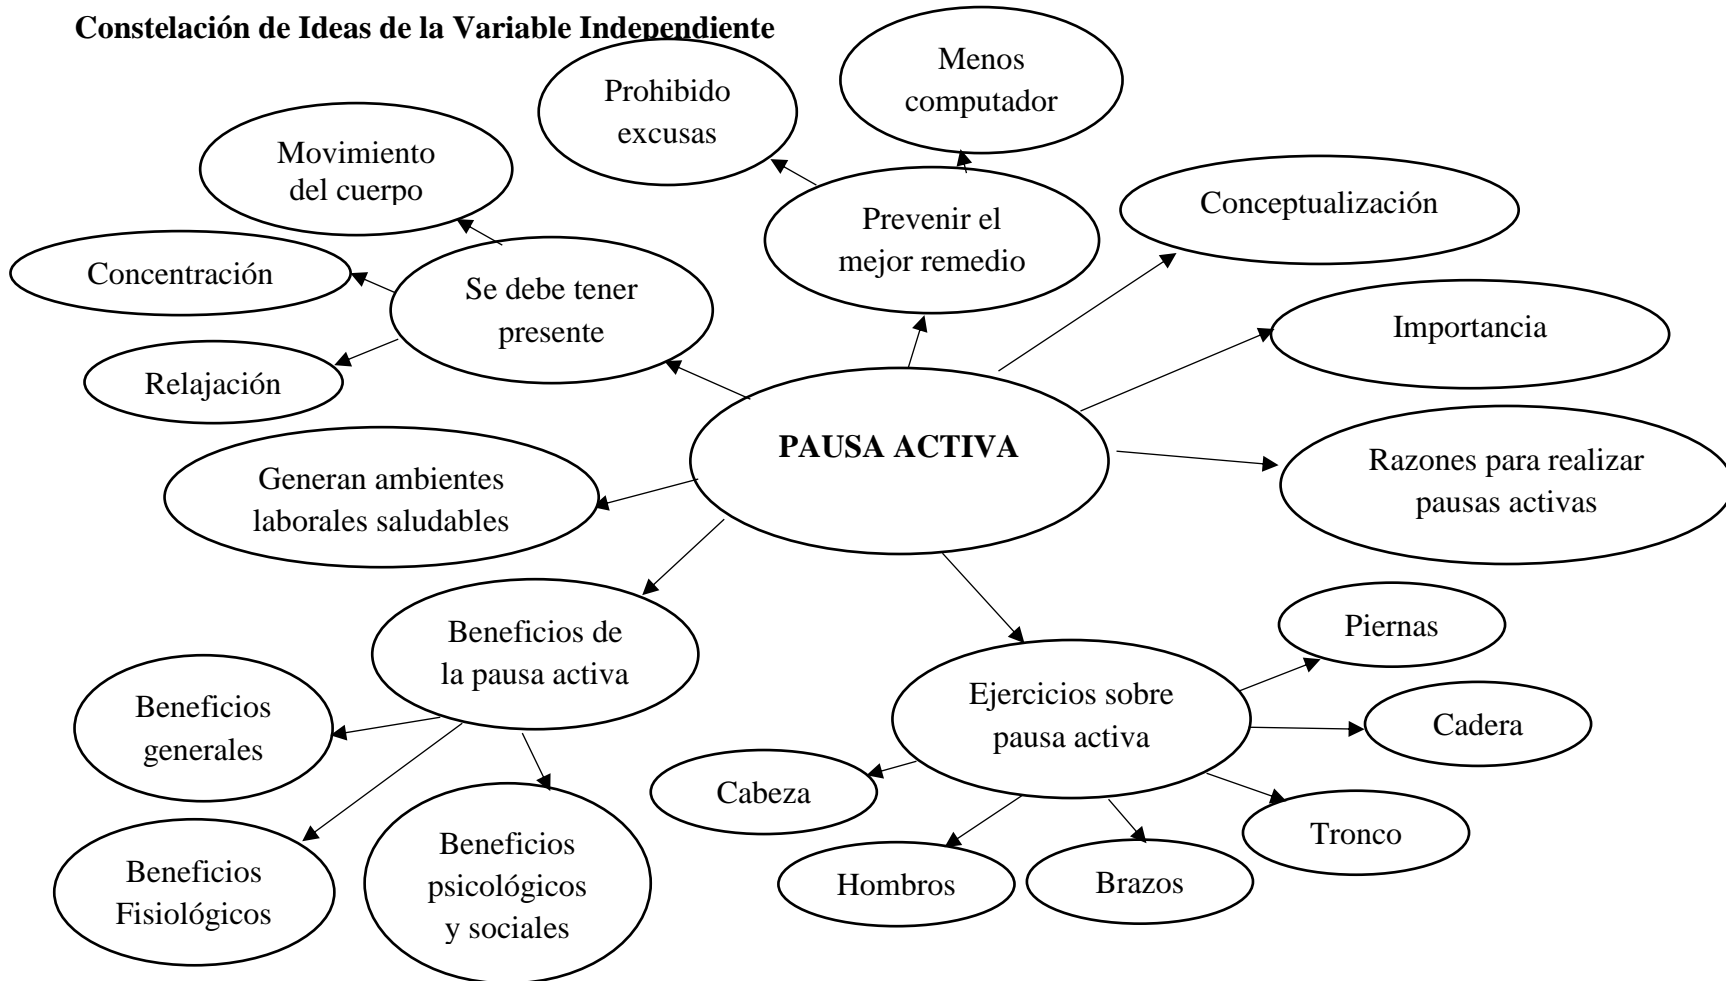 Constelación de Ideas de la Variable Independiente
Menos
computador
Prohibido
excusas
Movimiento
del cuerpo
Prevenir el
mejor remedio
Conceptualización
Concentración
Se debe tener
presente
Importancia
Relajación
PAUSA ACTIVA
Razones para realizar
pausas activas
Generan ambientes
laborales saludables
Beneficios de
la pausa activa
Piernas
Ejercicios sobre
pausa activa
Beneficios
generales
Cadera
Cabeza
Tronco
Beneficios
psicológicos
y sociales
Beneficios
Fisiológicos
Hombros
Brazos